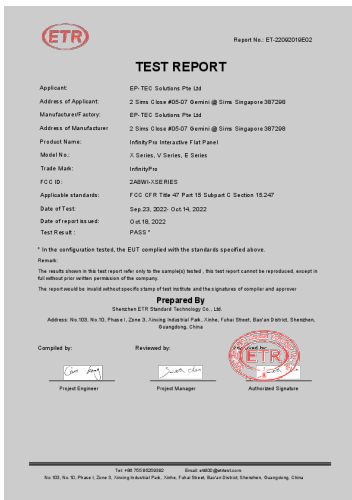 ETR
Report No.: ET-22092019E02
TEST REPORT
Applicant: EP-TEC Solutions Pte Ltd
Address of Applicant: 2 Sims Close #05-07 Gemini @ Sims Singapore 387298
Manufacturer/Factory: EP-TEC Solutions Pte Ltd
Address of Manufacturer 2 Sims Close #05-07 Gemini @ Sims Singapore 387298
Product Name: InfinityPro Interactive Flat Panel
Model No.: X Series, V Series, E Series
Trade Mark: InfinityPro
FCC ID: 2ABWI-XSERIES
Applicable standards: FCC CFR Title 47 Part 15 Subpart C Section 15.247
Date of Test: Sep.23, 2022- Oct.14, 2022
Date of report issued: Oct.18, 2022
Test Result : PASS *
* In the configuration tested, the EUT complied with the standards specified above.
Remark:
The results shown in this test report refer only to the sample(s) tested , this test report cannot be reproduced, except in
full without prior written permission of the company.
The report would be invalid without specific stamp of test institute and the signatures of compiler and approver
Prepared By
Shenzhen ETR Standard Technology Co., Ltd.
Address: No.103, No.10, Phase I, Zone 3, Xinxing Industrial Park, Xinhe, Fuhai Street, Bao'an District, Shenzhen,
Guangdong, China
Compiled by: Reviewed by:
ETR
Project Engineer Project Manager Authorized Signature
No.103, No.10, Phase I, Zone 3, Xinxing Industrial Park, Xinhe, Fuhai Street, Bao'an District, Shenzhen, Guangdong, China